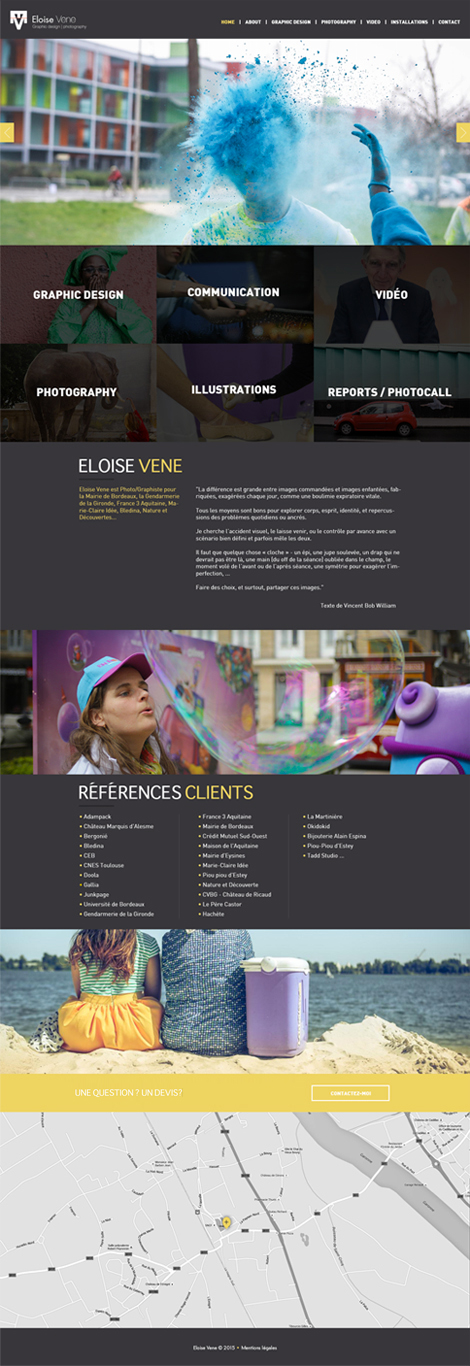 Eloise Vene
Graphic design | photography
HOME | ABOUT | GRAPHIC DESIGN | PHOTOGRAPHY | VIDEO | INSTALLATIONS | CONTACT
GRAPHIC DESIGN
COMMUNICATION
VIDÉO
PHOTOGRAPHY
ILLUSTRATIONS
REPORTS / PHOTOCALL
ELOISE VENE
Eloise Vene est Photo/Graphiste pour
la Mairie de Bordeaux, la Gendarmerie
de la Gironde, France 3 Aquitaine, Ma-
rie-Claire Idée, Bledina, Nature et
Découvertes...
"La différence est grande entre images commandées et images enfantées, fab-
riquées, exagérées chaque jour, comme une boulimie expiratoire vitale.
Tous les moyens sont bons pour explorer corps, esprit, identité, et repercus-
sions des problèmes quotidiens ou ancrés.
Je cherche l'accident visuel, le laisse venir, ou le contrôle par avance avec un
scénario bien défini et parfois mêle les deux.
Il faut que quelque chose « cloche » - un épi, une jupe soulevée, un drap qui ne
devrait pas être là, une main (du off de la séance) oubliée dans le champ, le
moment volé de l'avant ou de l'après séance, une symétrie pour exagérer l'im-
perfection, ...
Faire des choix, et surtout, partager ces images."
Texte de Vincent Bob William
RÉFÉRENCES CLIENTS
• Adampack
• Château Marquis d'Alesme
• Bergonié
• Bledina
• CEB
• CNES Toulouse
• Doola
• Gallia
• Junkpage
• Université de Bordeaux
• Gendarmerie de la Gironde
• France 3 Aquitaine
• Mairie de Bordeaux
• Crédit Mutuel Sud-Ouest
• Maison de l'Aquitaine
• Mairie d'Eysines
• Marie-Claire Idée
• Piou piou d'Estey
• Nature et Découverte
• CVBG - Château de Ricaud
• Le Père Castor
• Hachète
• La Martinière
• Okidokid
• Bijouterie Alain Espina
• Piou-Piou d'Estey
• Tadd Studio ...
UNE QUESTION ? UN DEVIS?
CONTACTEZ-MOI
Garonne
Garonne
Eloise Vene © 2015 • Mentions légales